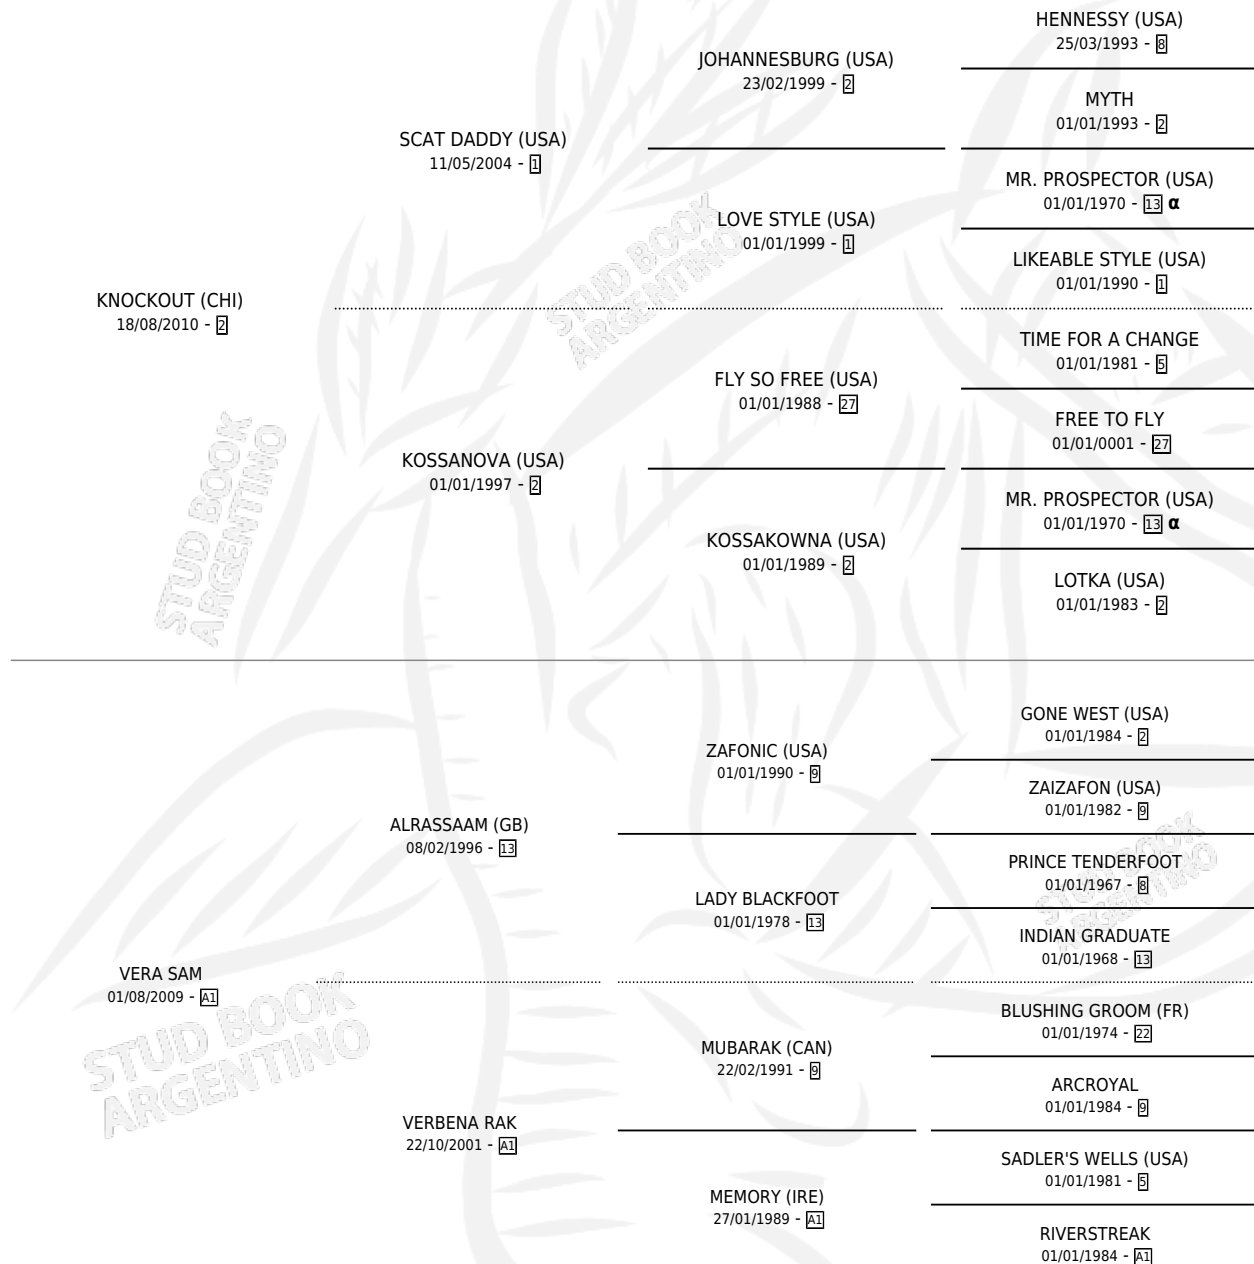 HENNESSY (USA)
25/03/1993 - 8
JOHANNESBURG (USA)
23/02/1999 - 2
MYTH
01/01/1993 - 2
SCAT DADDY (USA)
11/05/2004 - 1
MR. PROSPECTOR (USA)
01/01/1970 - 13 α
LOVE STYLE (USA)
01/01/1999 - 1
LIKEABLE STYLE (USA)
01/01/1990 - 1
KNOCKOUT (CHI)
18/08/2010 - 2
TIME FOR A CHANGE
01/01/1981 - 5
FLY SO FREE (USA)
01/01/1988 - 27
FREE TO FLY
01/01/0001 - 27
KOSSANOVA (USA)
01/01/1997 - 2
MR. PROSPECTOR (USA)
01/01/1970 - 13 α
KOSSAKOWNA (USA)
01/01/1989 - 2
LOTKA (USA)
01/01/1983 - 2
GONE WEST (USA)
01/01/1984 - 2
ZAFONIC (USA)
01/01/1990 - 9
ZAIZAFON (USA)
01/01/1982 - 9
ALRASSAAM (GB)
08/02/1996 - 13
PRINCE TENDERFOOT
01/01/1967 - 8
LADY BLACKFOOT
01/01/1978 - 13
INDIAN GRADUATE
01/01/1968 - 13
VERA SAM
01/08/2009 - A1
BLUSHING GROOM (FR)
01/01/1974 - 22
MUBARAK (CAN)
22/02/1991 - 9
ARCROYAL
01/01/1984 - 9
VERBENA RAK
22/10/2001 - A1
SADLER'S WELLS (USA)
01/01/1981 - 5
MEMORY (IRE)
27/01/1989 - A1
RIVERSTREAK
01/01/1984 - A1
STUD BOOK
ARGENTINO
STUD BOOK
ARGENTINO
STUD BOOK
ARGENTINO
STUD BOOK
ARGENTINO